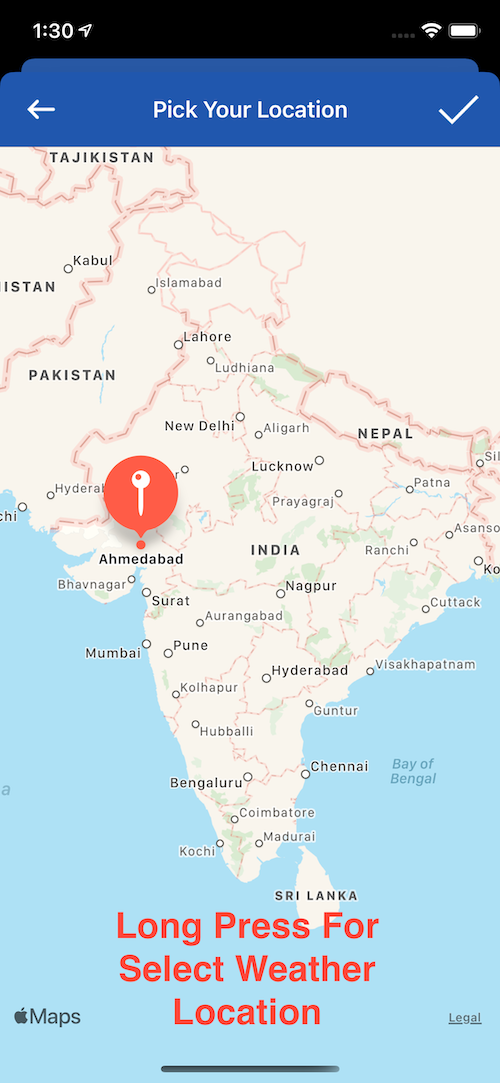 1:30
Pick Your Location
TAJIKISTAN
Kabul
ISTAN
Islamabad
Lahore
PAKISTAN
Ludhiana
New Delhi
Aligarh
NEPAL
Lucknow
Sil
Hyderab
r
Patna
Prayagraj
chi
Asanso
Ranchi
INDIA
Ahmedabad
Ko
Bhavnagar
Nagpur
Surat
Cuttack
Aurangabad
Mumbai
Pune
Hyderabad
Visakhapatnam
Kolhapur
Guntur
Hubballi
Chennai
Bay of
Bengal
Bengaluru
a
Coimbatore
Madurai
Kochi
SRI LANKA
Long Press For
Select Weather
Location
Maps
Legal